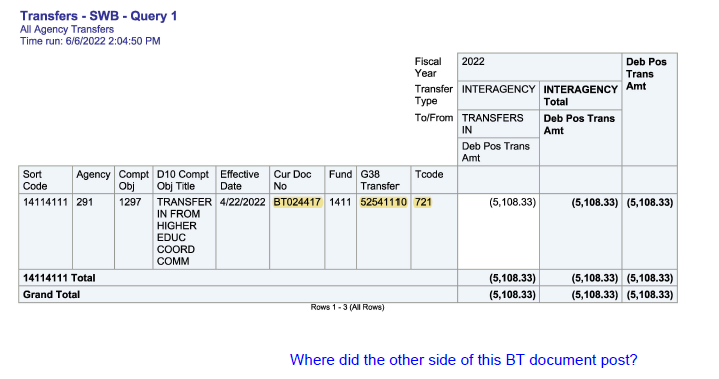 Transfers - SWB - Query 1
All Agency Transfers
Time run: 6/6/2022 2:04:50 PM
Fiscal Year 2022 Deb Pos Trans Amt
Transfer Type INTERAGENCY INTERAGENCY Total
To/From TRANSFERS IN Deb Pos Trans Amt
Deb Pos Trans Amt
Sort Code Agency Compt Obj D10 Compt Obj Title Effective Date Cur Doc No Fund G38 Transfer Tcode
14114111 291 1297 TRANSFER IN FROM HIGHER EDUC COORD COMM 4/22/2022 BT024417 1411 52541110 721 (5,108.33) (5,108.33) (5,108.33)
14114111 Total (5,108.33) (5,108.33) (5,108.33)
Grand Total (5,108.33) (5,108.33) (5,108.33)
Rows 1 - 3 (All Rows)
Where did the other side of this BT document post?